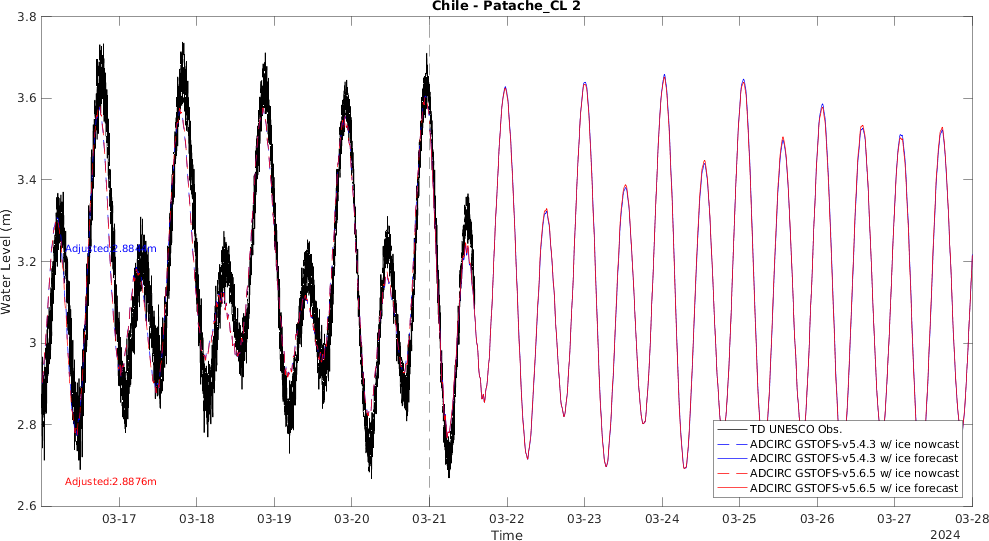 Chile - Patache_CL 2
Water Level (m)
3.8
3.6
3.4
3.2
3
2.8
2.6
Adjusted:2.8876m
TD UNESCO Obs.
ADCIRC GSTOFS-v5.4.3 w/ ice nowcast
ADCIRC GSTOFS-v5.4.3 w/ ice forecast
ADCIRC GSTOFS-v5.6.5 w/ ice nowcast
ADCIRC GSTOFS-v5.6.5 w/ ice forecast
03-17 03-18 03-19 03-20 03-21 03-22 03-23 03-24 03-25 03-26 03-27 03-28
Time
2024